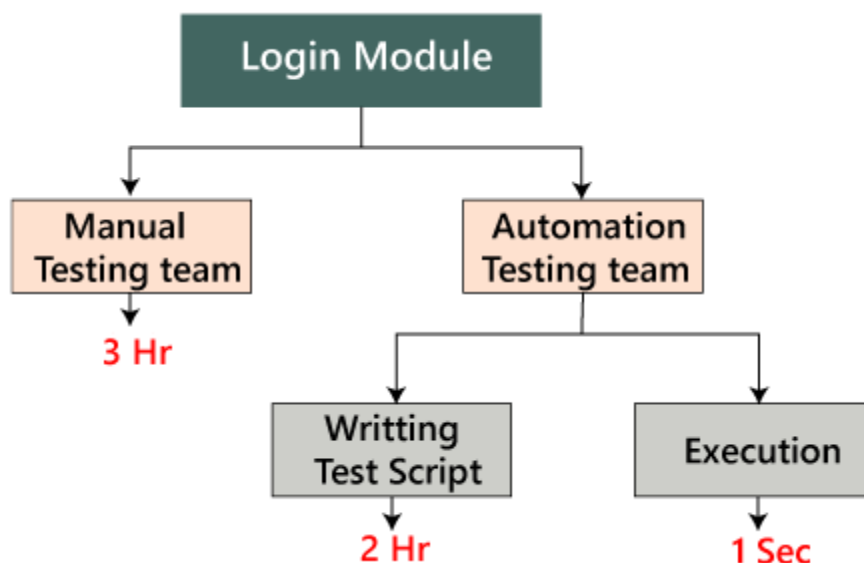 Login Module
Manual
Testing team
Automation
Testing team
3 Hr
Writting
Test Script
Execution
2 Hr
1 Sec